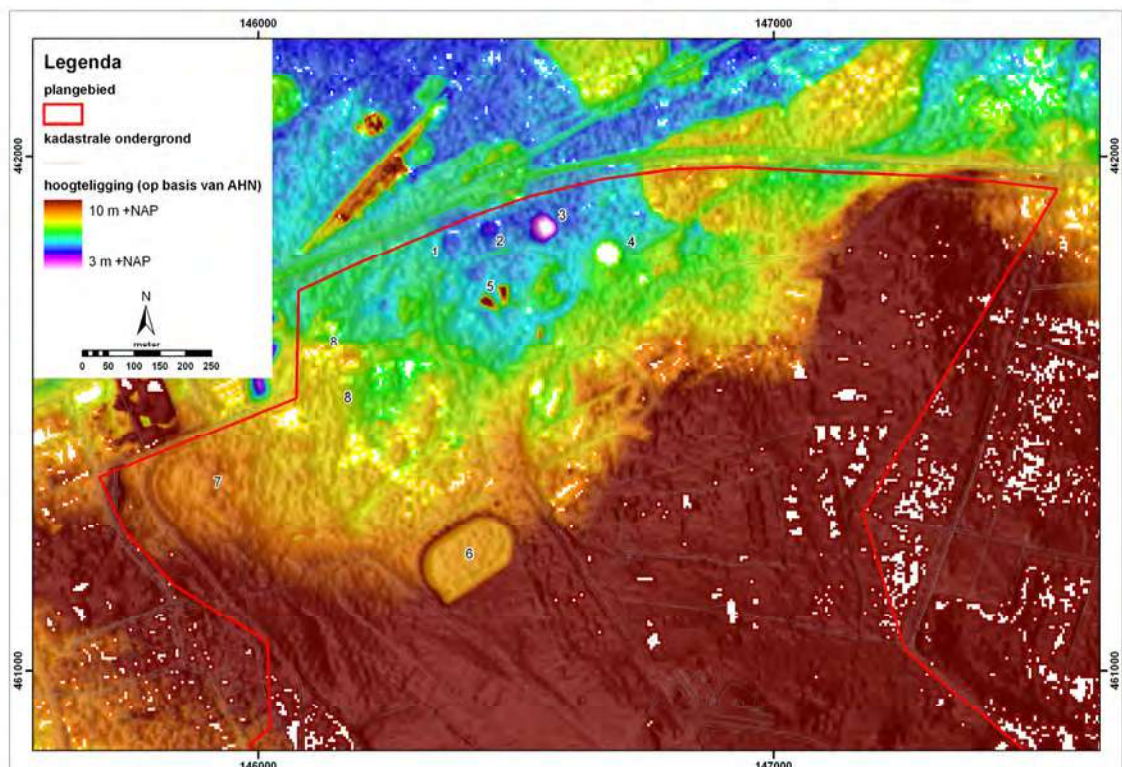 146000 147000
Legenda
plangebied
kadastrale ondergrond
462000 462000
hoogteligging (op basis van AHN)
10 m +NAP
3 m +NAP
N
meter
0 50 100 150 200 250
1
2
3
4
5
8
8
7
6
461000 461000
146000 147000